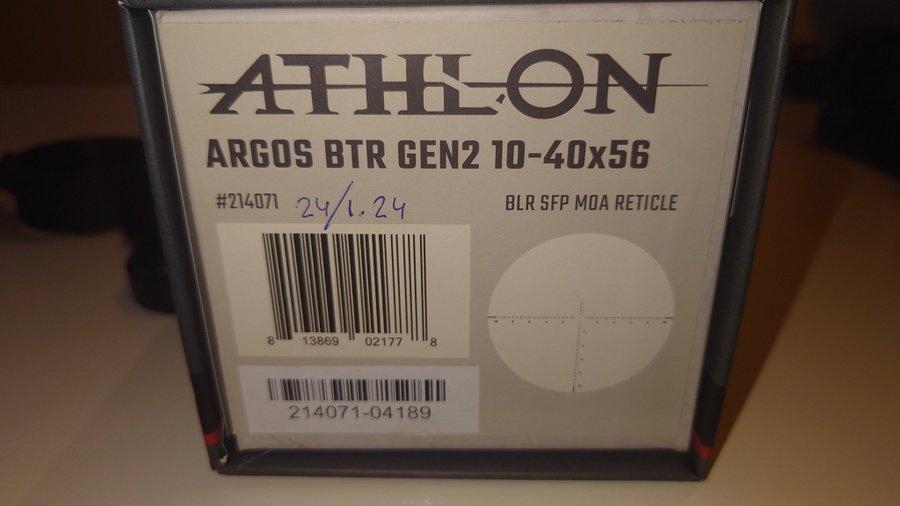 ATHLON
ARGOS BTR GEN2 10-40x56
#214071 24/1.24 BLR SFP MOA RETICLE
8 13869 02177 8
214071-04189